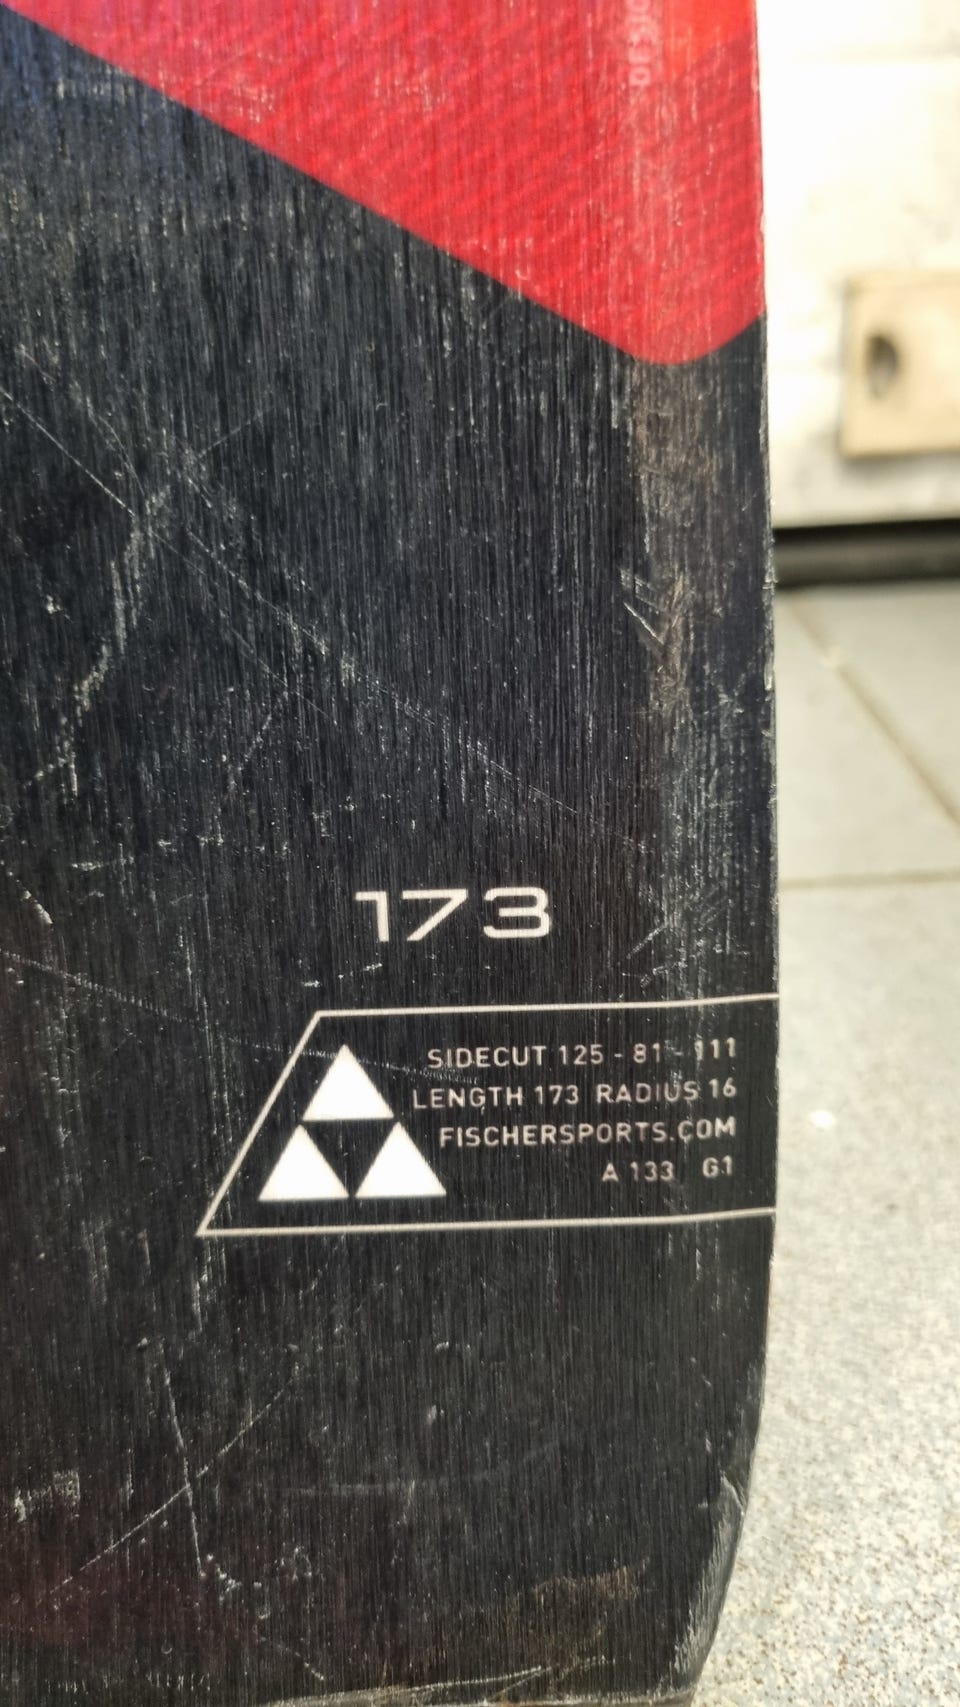 173
SIDECUT 125 - 81 - 111
LENGTH 173 RADIUS 16
FISCHERSPORTS.COM
A 133 G1